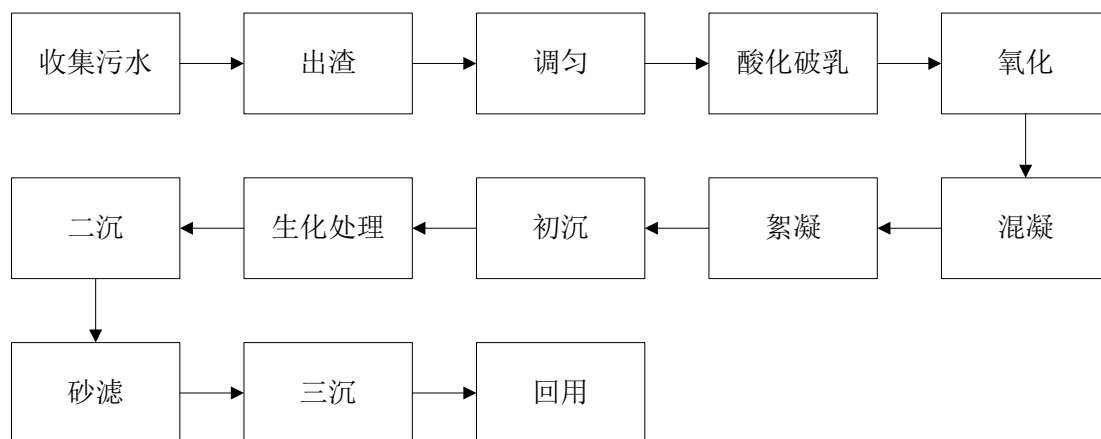 收集污水
出渣
调匀
酸化破乳
氧化
混凝
絮凝
初沉
生化处理
二沉
砂滤
三沉
回用